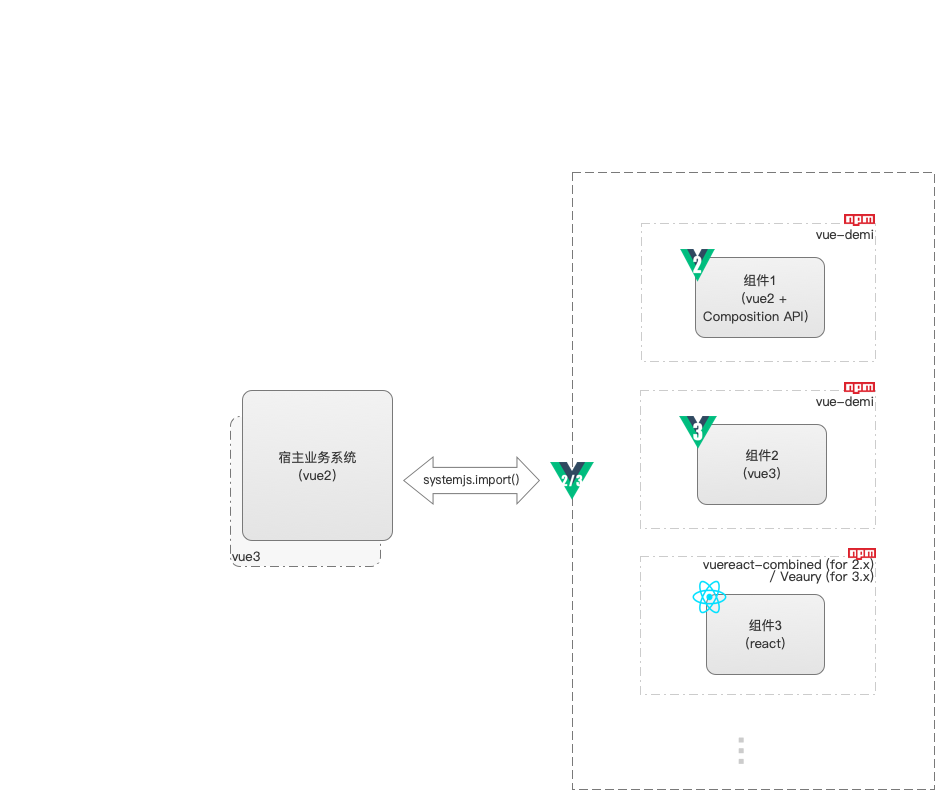 宿主业务系统
(vue2)
vue3
systemjs.import()
2/3
npm
vue-demi
2
组件1
(vue2 +
Composition API)
npm
vue-demi
3
组件2
(vue3)
npm
vuereact-combined (for 2.x)
/ Veaury (for 3.x)
组件3
(react)